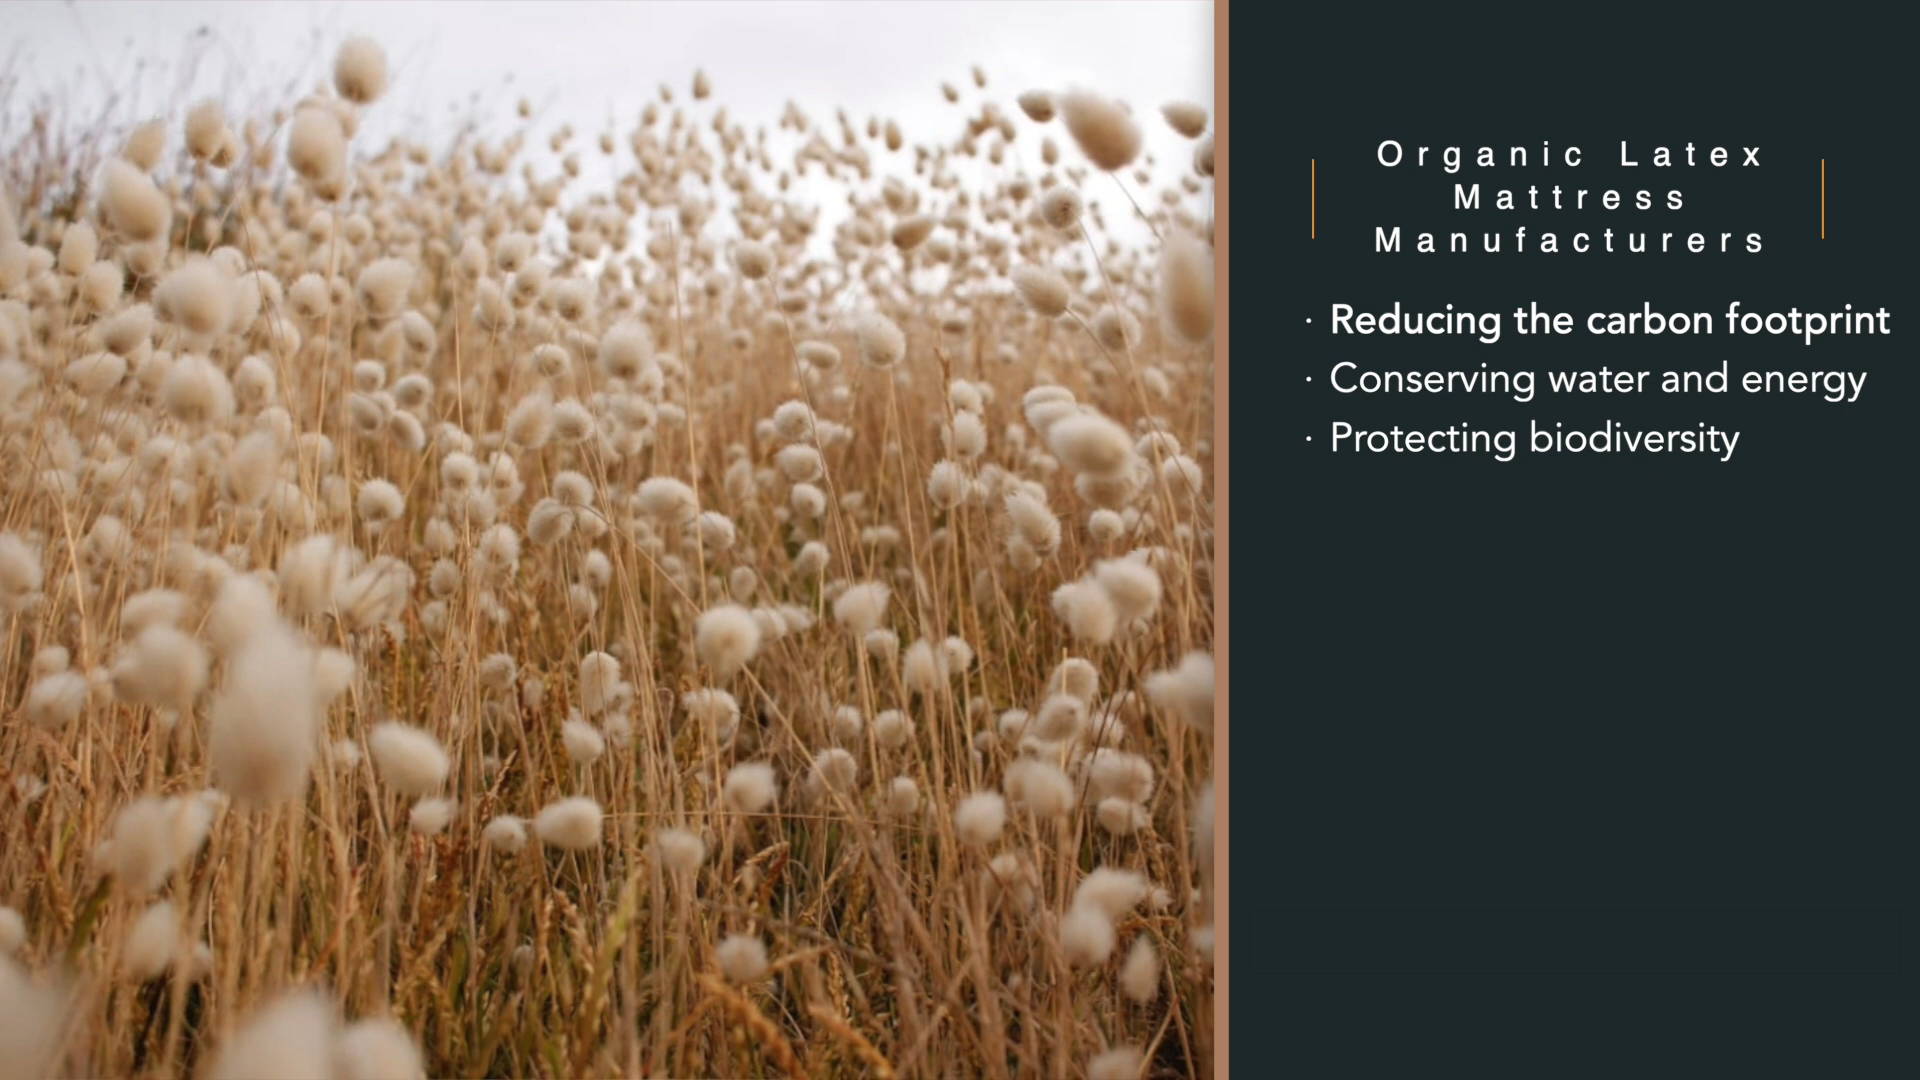 Organic Latex
Mattress
Manufacturers
· Reducing the carbon footprint
· Conserving water and energy
· Protecting biodiversity